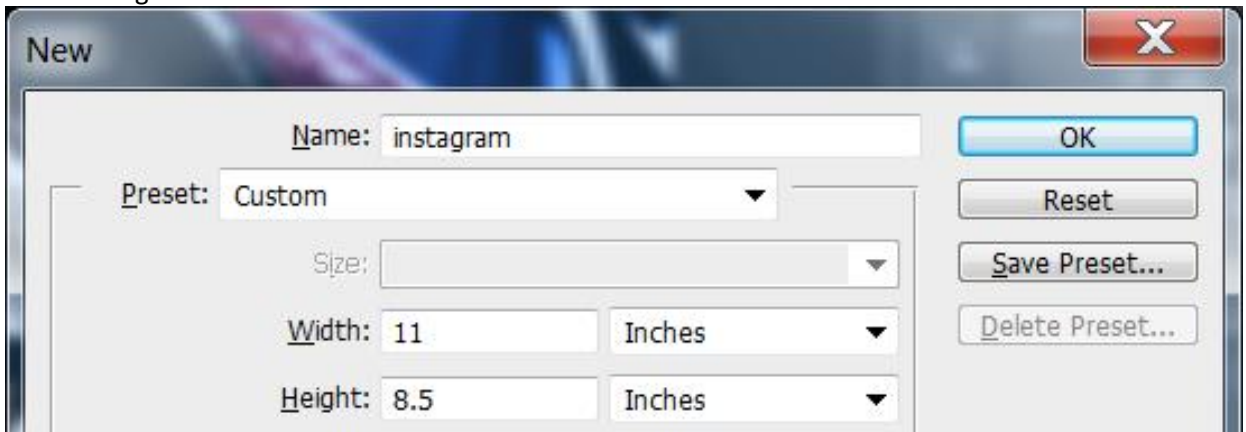 New
Name: instagram
OK
Preset: Custom
Reset
Size:
Save Preset...
Width: 11 Inches
Delete Preset...
Height: 8.5 Inches